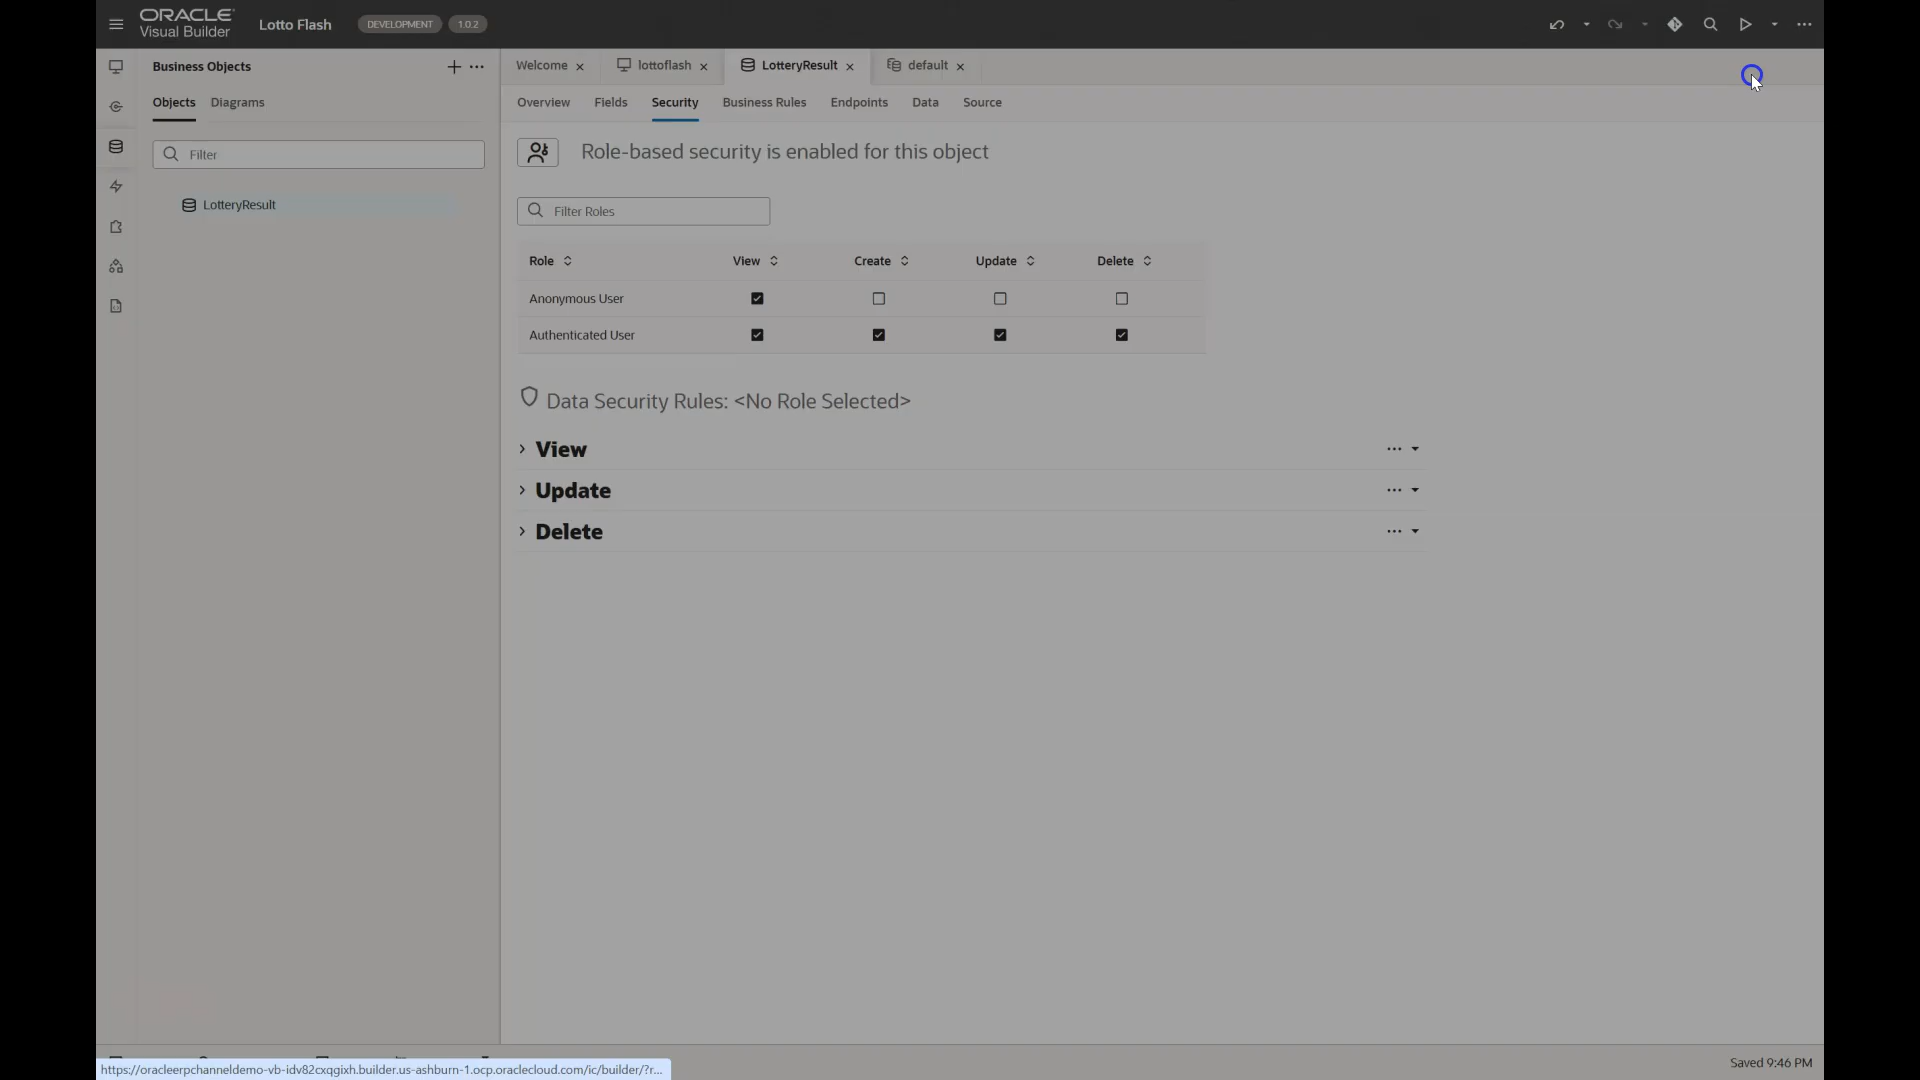 ORACLE
Visual Builder
Lotto Flash
DEVELOPMENT
1.0.2
Business Objects
Objects
Diagrams
Filter
LotteryResult
Welcome
lottoflash
LotteryResult
default
Overview
Fields
Security
Business Rules
Endpoints
Data
Source
Role-based security is enabled for this object
Filter Roles
Role
View
Create
Update
Delete
Anonymous User
Authenticated User
Data Security Rules: <No Role Selected>
View
Update
Delete
https://oracleerpchanneldemo-vb-idv82cxqgixh.builder.us-ashburn-1.ocp.oraclecloud.com/ic/builder/?r...
Saved 9:46 PM